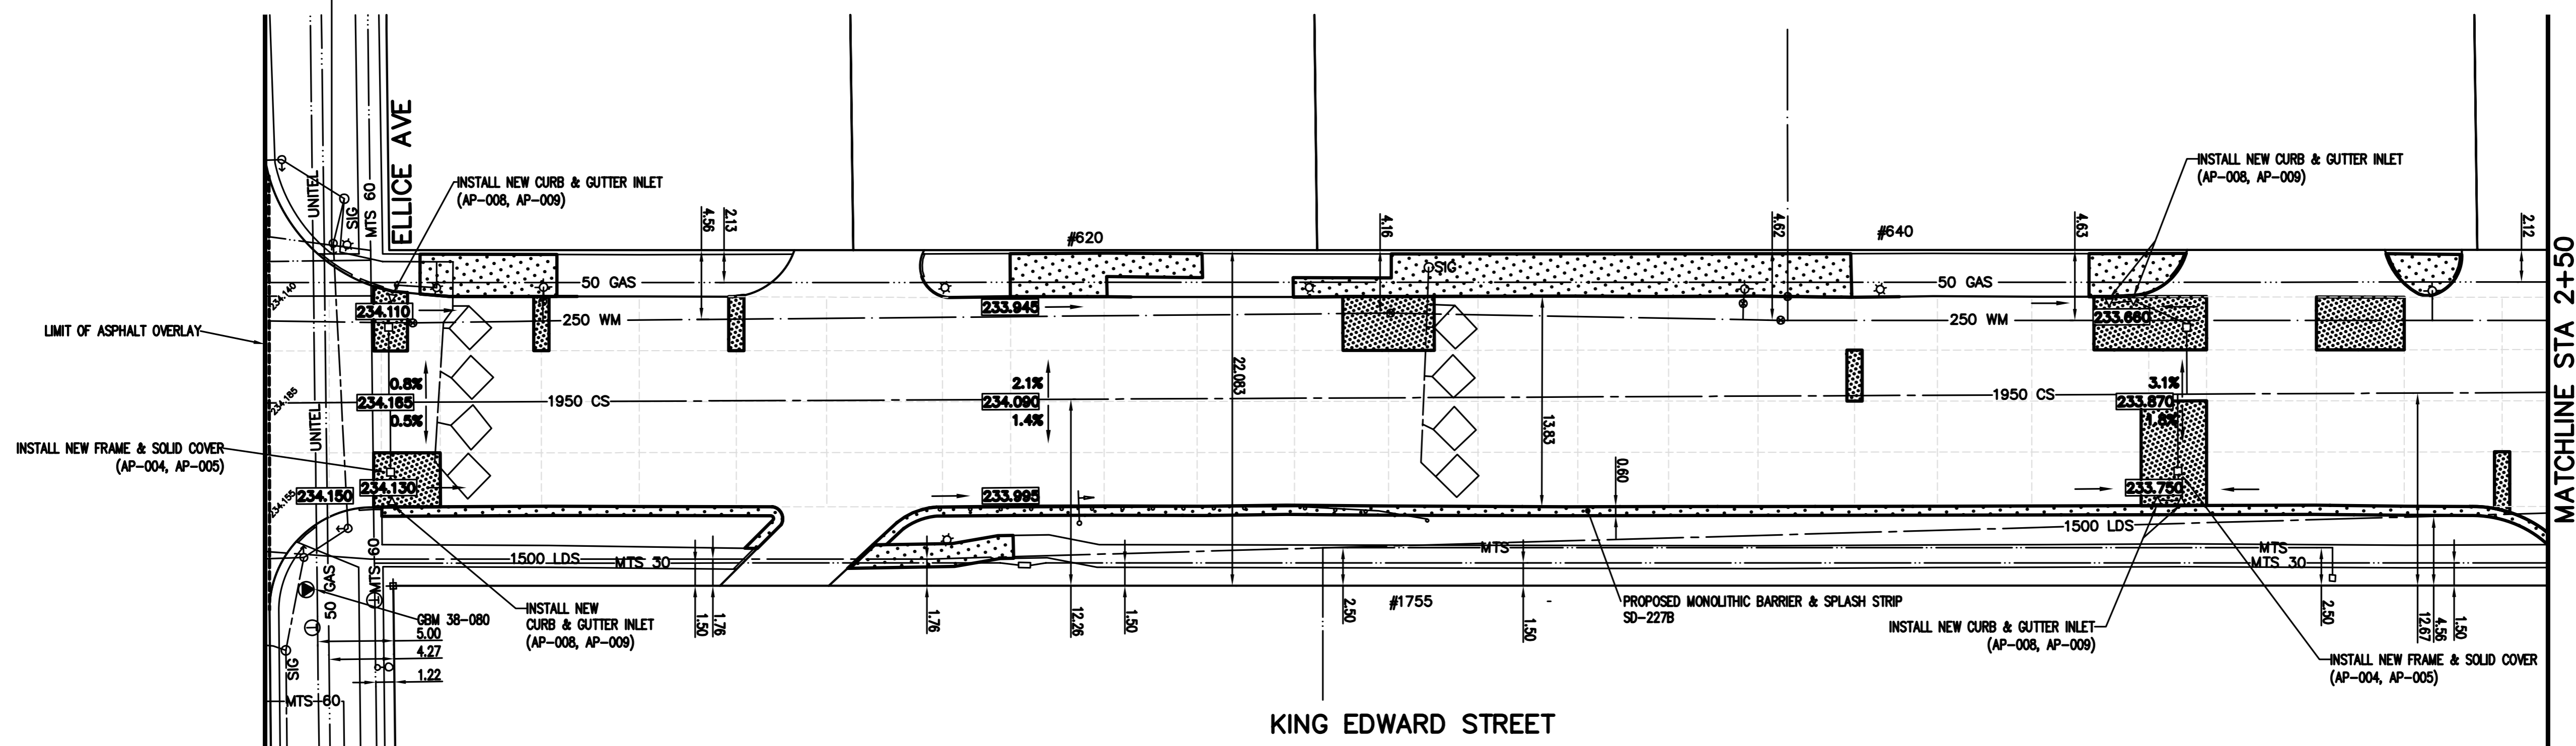 ELLICE AVE
UNITEL
SIG
MTS 60
INSTALL NEW CURB & GUTTER INLET
(AP-008, AP-009)
4.56
2.13
#620
4.16
4.62
#640
4.63
INSTALL NEW CURB & GUTTER INLET
(AP-008, AP-009)
2.12
MATCHLINE STA 2+50
50 GAS
SIG
50 GAS
234.140
234.110
250 WM
233.945
250 WM
233.660
LIMIT OF ASPHALT OVERLAY
0.8%
234.165
0.5%
234.185
1950 CS
2.1%
234.090
1.4%
22.083
13.83
1950 CS
3.1%
233.870
1.8%
UNITEL
INSTALL NEW FRAME & SOLID COVER
(AP-004, AP-005)
234.155
234.150
234.130
233.995
0.60
233.750
1500 LDS
MTS 30
MTS
1500 LDS
MTS
MTS 30
50 GAS
MTS 60
GBM 38-080
5.00
4.27
1.22
SIG
MTS 60
INSTALL NEW
CURB & GUTTER INLET
(AP-008, AP-009)
1.50
1.76
1.76
12.26
1.50
2.50
#1755
1.50
PROPOSED MONOLITHIC BARRIER & SPLASH STRIP
SD-227B
INSTALL NEW CURB & GUTTER INLET
(AP-008, AP-009)
2.50
12.67
4.56
1.50
INSTALL NEW FRAME & SOLID COVER
(AP-004, AP-005)
KING EDWARD STREET